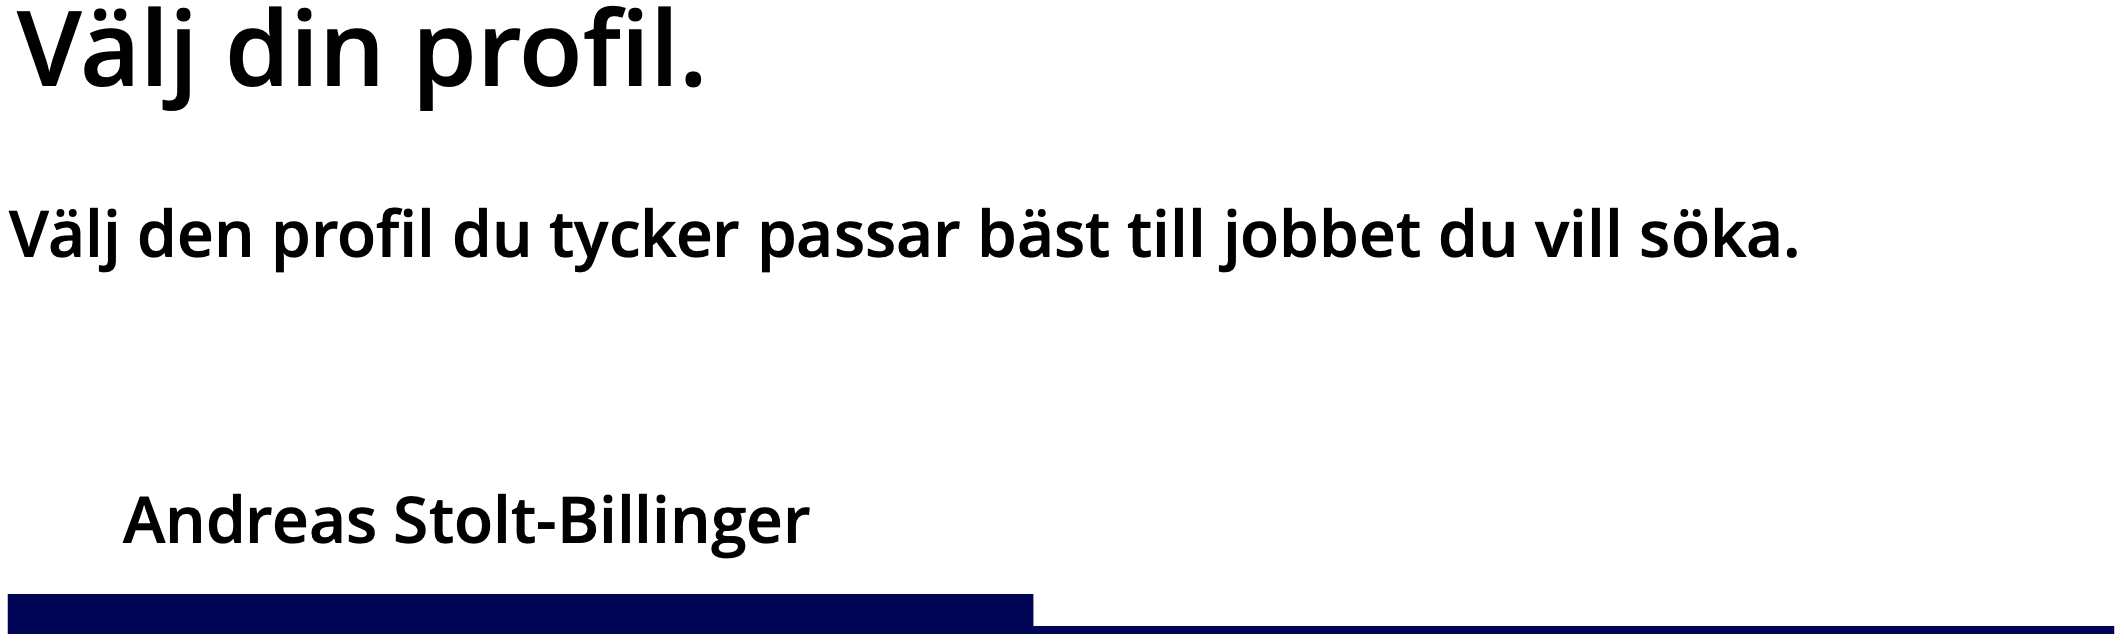 Välj din profil.
Välj den profil du tycker passar bäst till jobbet du vill söka.
Andreas Stolt-Billinger